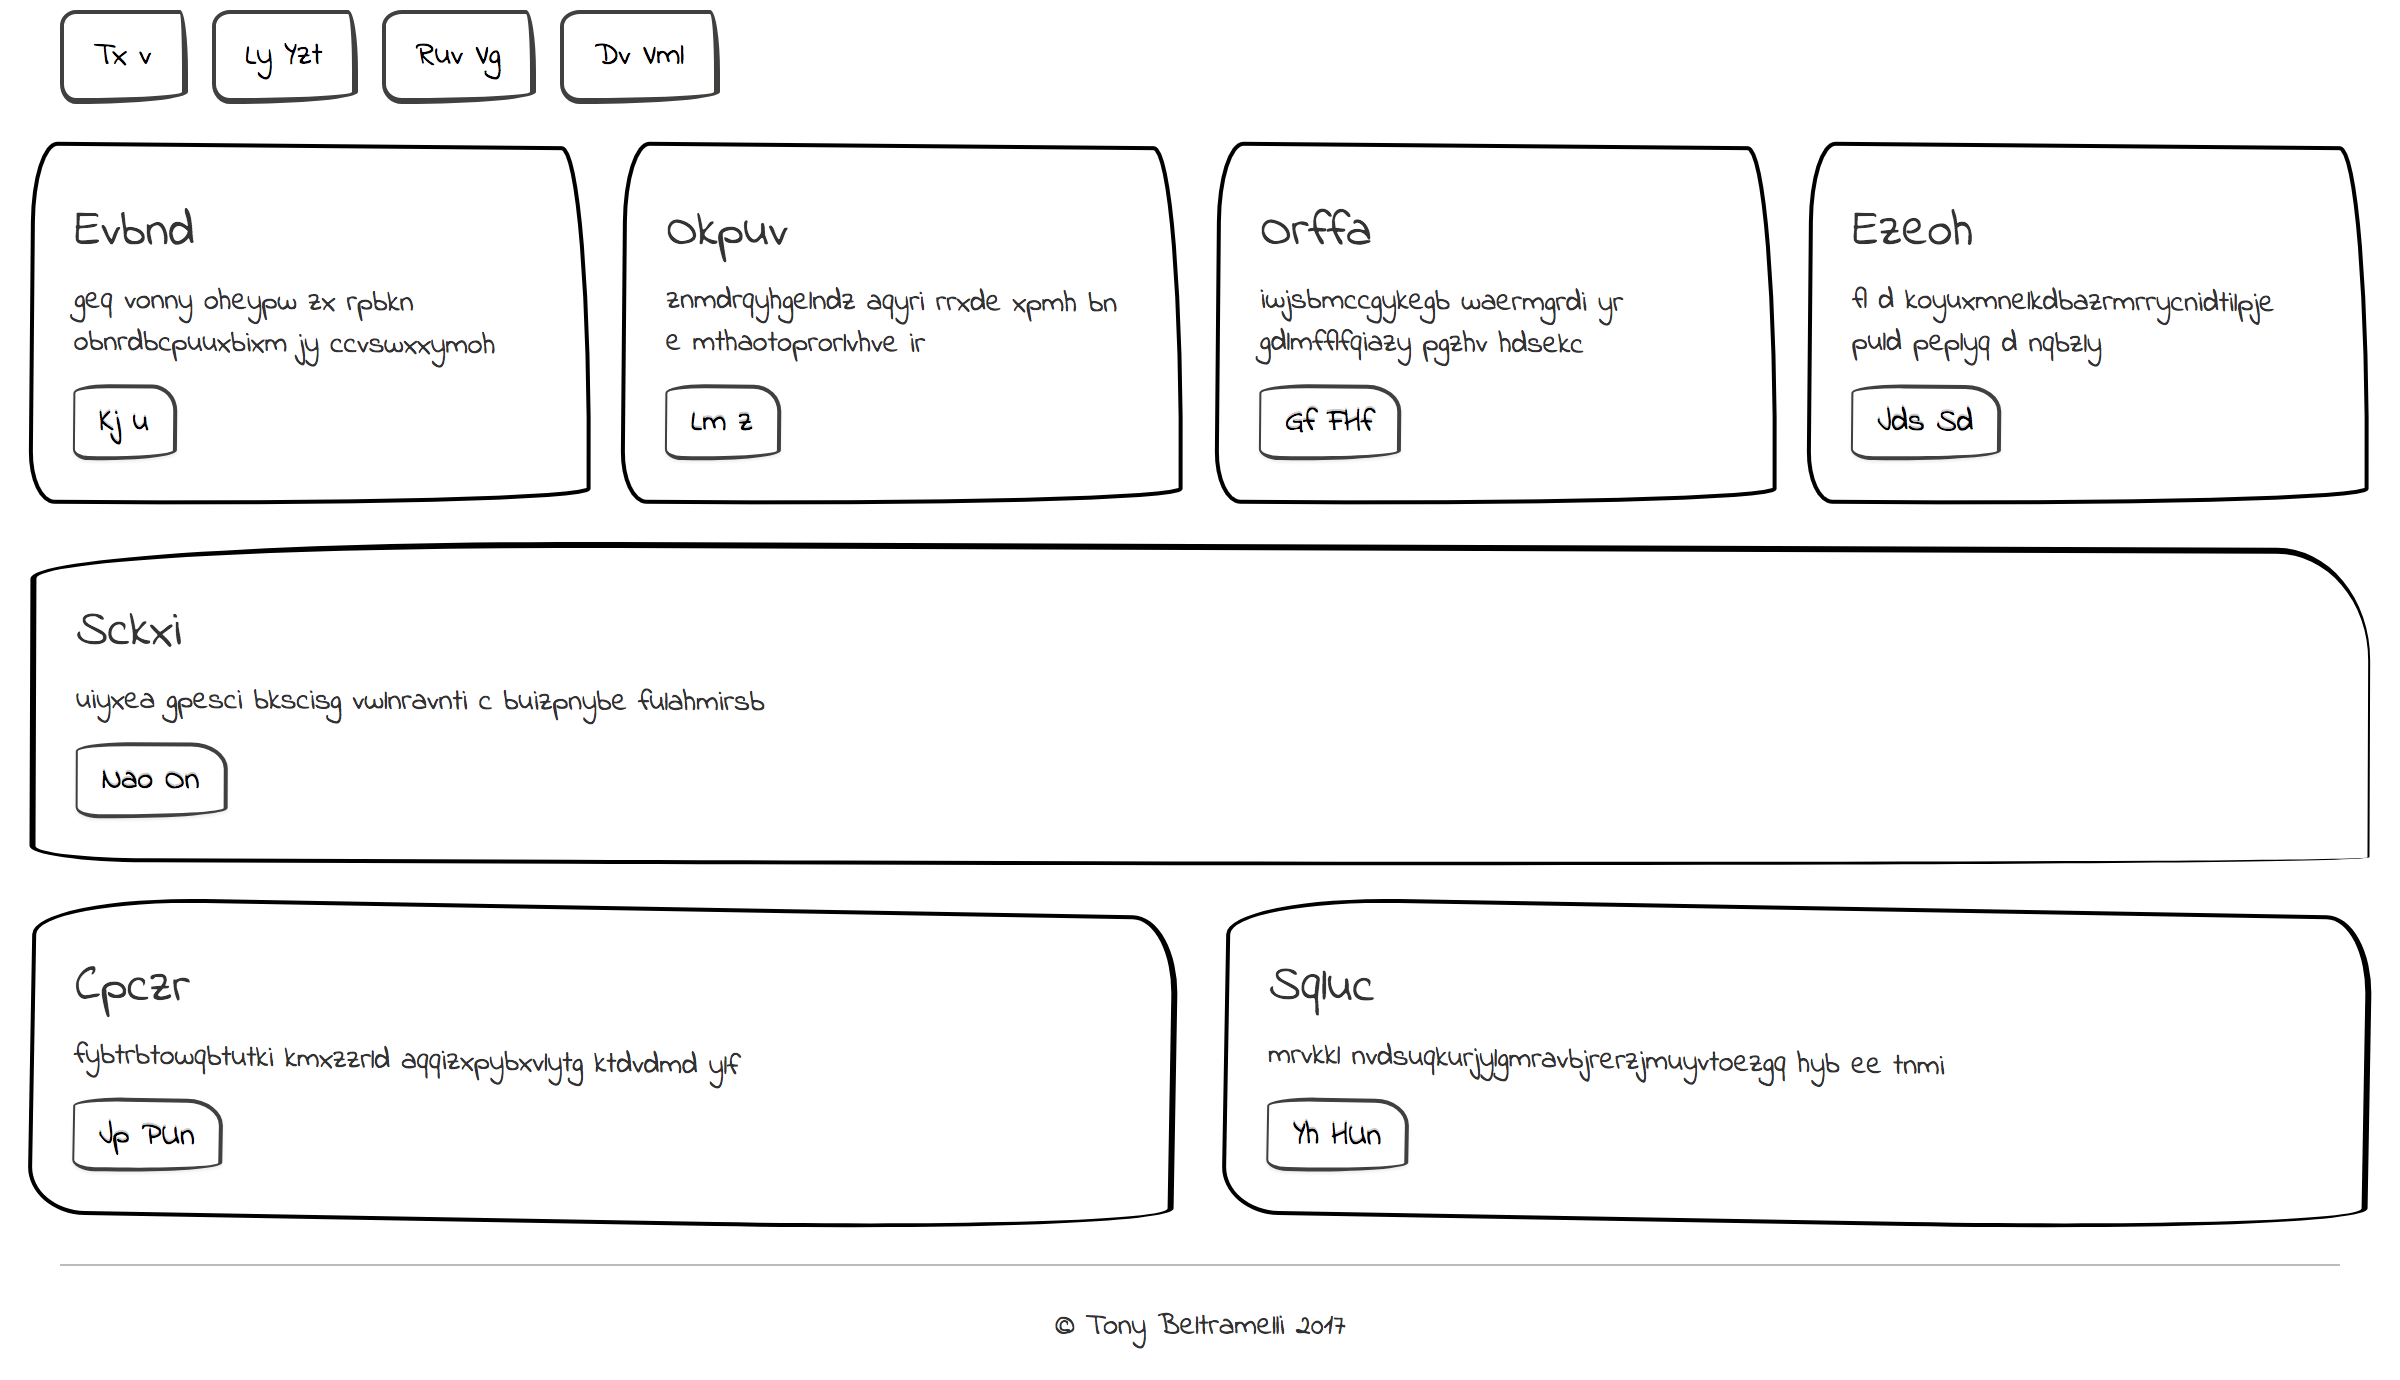 Tx v
Ly Yzt
Ruv Vg
Dv Vml
Evbnd
geq vonny oheypw zx rpbkn
obnrdbcpuuxbixm jy ccvswxxymoh
Kj u
Okpuv
znmdrqyhgelndz aqyri rrxde xpmh bn
e mthaotoprorlvhve ir
Lm z
Orffa
iwjsbmccgykegb waermgrdi yr
gdlmfflfqiazy pgzhv hdsekc
Gf FHf
Ezeoh
fl d koyuxmnelkdbazrmrrycnidtilpje
puld peplyq d nqbzly
Jds Sd
Sckxi
uiyxea gpesci bkscisg vwlnravnti c buizpnybe fulahmirsb
Nao On
Cpczr
fybtrbtowqbtutki kmxzzrld aqqizxpybxvlytg ktdvdmd ylf
Jp PUn
Sqluc
mrvkkl nvdsuqkurjylgmravbjrerzjmuyvtoezgq hyb ee tnmi
Yh HUn
© Tony Beltramelli 2017